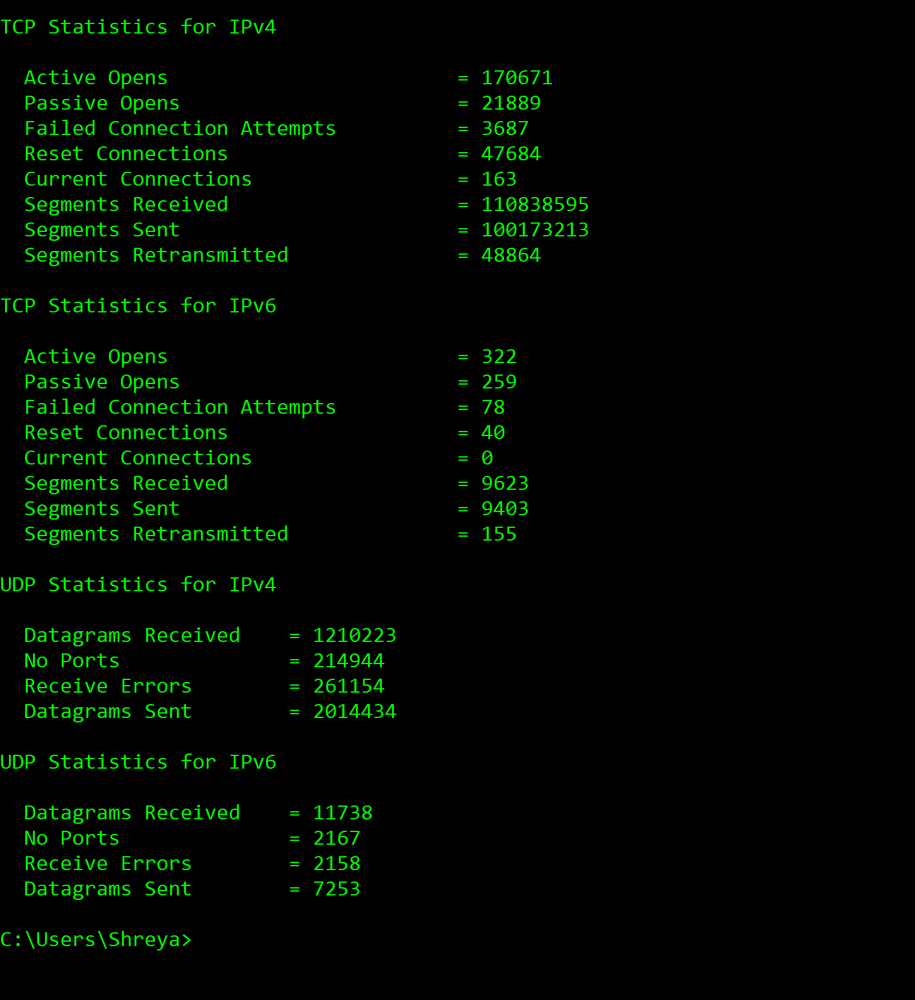 TCP Statistics for IPv4
Active Opens = 170671
Passive Opens = 21889
Failed Connection Attempts = 3687
Reset Connections = 47684
Current Connections = 163
Segments Received = 110838595
Segments Sent = 100173213
Segments Retransmitted = 48864
TCP Statistics for IPv6
Active Opens = 322
Passive Opens = 259
Failed Connection Attempts = 78
Reset Connections = 40
Current Connections = 0
Segments Received = 9623
Segments Sent = 9403
Segments Retransmitted = 155
UDP Statistics for IPv4
Datagrams Received = 1210223
No Ports = 214944
Receive Errors = 261154
Datagrams Sent = 2014434
UDP Statistics for IPv6
Datagrams Received = 11738
No Ports = 2167
Receive Errors = 2158
Datagrams Sent = 7253
C:\Users\Shreya>